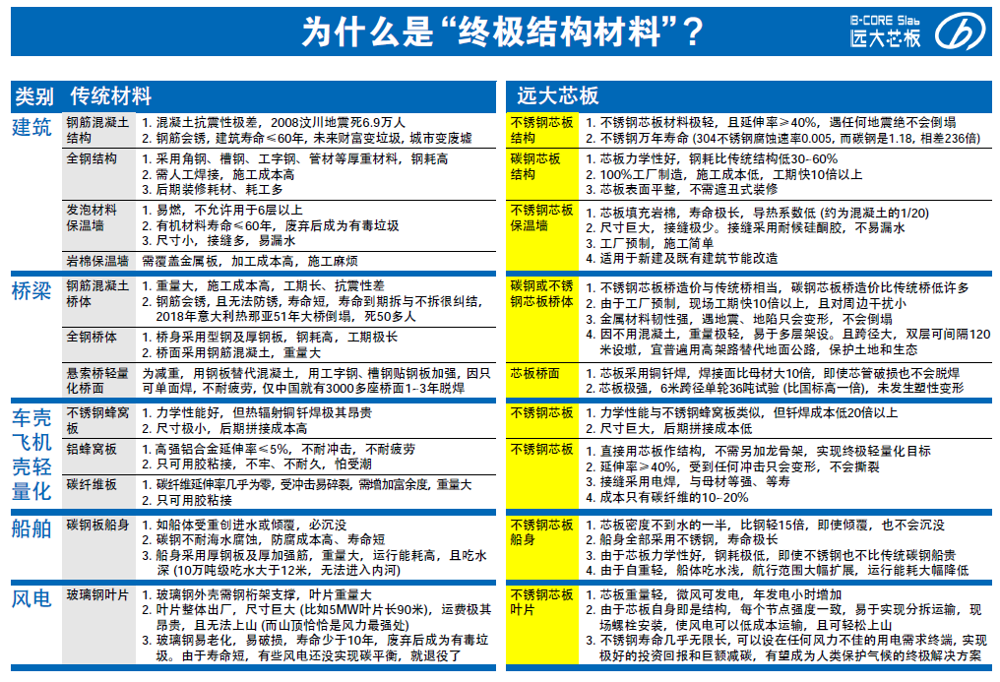 为什么是“终极结构材料”？
B-CORE Slab
远大芯板
类别 传统材料
远大芯板
建筑
钢筋混凝土
结构
1. 混凝土抗震性极差，2008汶川地震死6.9万人
2. 钢筋会锈，建筑寿命≤60年，未来财富变垃圾，城市变废墟
不锈钢芯板
结构
1. 不锈钢芯板材料极轻，且延伸率≥40%，遇任何地震绝不会倒塌
2. 不锈钢万年寿命 (304不锈钢腐蚀速率0.005，而碳钢是1.18，相差236倍)
全钢结构
1. 采用角钢、槽钢、工字钢、管材等厚重材料，钢耗高
2. 需人工焊接，施工成本高
3. 后期装修耗材、耗工多
碳钢芯板
结构
1. 芯板力学性好，钢耗比传统结构低30~60%
2. 100%工厂制造，施工成本低，工期快10倍以上
3. 芯板表面平整，不需遮丑式装修
发泡材料
保温墙
1. 易燃，不允许用于6层以上
2. 有机材料寿命≤60年，废弃后成为有毒垃圾
3. 尺寸小，接缝多，易漏水
岩棉保温墙
需覆盖金属板，加工成本高，施工麻烦
不锈钢芯板
保温墙
1. 芯板填充岩棉，寿命极长，导热系数低 (约为混凝土的1/20)
2. 尺寸巨大，接缝极少。接缝采用耐候硅酮胶，不易漏水
3. 工厂预制，施工简单
4. 适用于新建及既有建筑节能改造
桥梁
钢筋混凝土
桥体
1. 重量大，施工成本高，工期长、抗震性差
2. 钢筋会锈，且无法防锈，寿命短，寿命到期拆与不拆很纠结，
2018年意大利热那亚51年大桥倒塌，死50多人
全钢桥体
1. 桥身采用型钢及厚钢板，钢耗高，工期极长
2. 桥面采用钢筋混凝土，重量大
碳钢或不锈
钢芯板桥体
1. 不锈钢芯板桥造价与传统桥相当，碳钢芯板桥造价比传统桥低许多
2. 由于工厂预制，现场工期快10倍以上，且对周边干扰小
3. 金属材料韧性强，遇地震、地陷只会变形，不会倒塌
4. 因不用混凝土，重量极轻，易于多层架设。且跨径大，双层可间隔120
米设墩，宜普遍用高架路替代地面公路，保护土地和生态
悬索桥轻量
化桥面
为减重，用钢板替代混凝土，用工字钢、槽钢贴钢板加强，因只
可单面焊，不耐疲劳，仅中国就有3000多座桥面1~3年脱焊
芯板桥面
1. 芯板采用铜钎焊，焊接面比母材大10倍，即使芯管破损也不会脱焊
2. 芯板极强，6米跨径单轮36吨试验 (比国标高一倍)，未发生塑性变形
车壳
飞机
壳轻
量化
不锈钢蜂窝
板
1. 力学性能好，但热辐射铜钎焊极其昂贵
2. 尺寸极小，后期拼接成本高
不锈钢芯板
1. 力学性能与不锈钢蜂窝板类似，但钎焊成本低20倍以上
2. 尺寸巨大，后期拼接成本低
铝蜂窝板
1. 高强铝合金延伸率≤5%，不耐冲击，不耐疲劳
2. 只可用胶粘接，不牢、不耐久，怕受潮
碳纤维板
1. 碳纤维延伸率几乎为零，受冲击易碎裂，需增加富余度，重量大
2. 只可用胶粘接
不锈钢芯板
1. 直接用芯板作结构，不需另加龙骨架，实现终极轻量化目标
2. 延伸率≥40%，受到任何冲击只会变形，不会撕裂
3. 接缝采用电焊，与母材等强、等寿
4. 成本只有碳纤维的10~20%
船舶
碳钢板船身
1. 如船体受重创进水或倾覆，必沉没
2. 碳钢不耐海水腐蚀，防腐成本高、寿命短
3. 船身采用厚钢板及厚加强筋，重量大，运行能耗高，且吃水
深 (10万吨级吃水大于12米，无法进入内河)
不锈钢芯板
船身
1. 芯板密度不到水的一半，比钢轻15倍，即使倾覆，也不会沉没
2. 船身全部采用不锈钢，寿命极长
3. 由于芯板力学性好，钢耗极低，即使不锈钢也不比传统碳钢船贵
4. 由于自重轻，船体吃水浅，航行范围大幅扩展，运行能耗大幅降低
风电
玻璃钢叶片
1. 玻璃钢外壳需钢桁架支撑，叶片重量大
2. 叶片整体出厂，尺寸巨大 (比如5MW叶片长90米)，运费极其
昂贵，且无法上山 (而山顶恰恰是风力最强处)
3. 玻璃钢易老化，易破损，寿命少于10年，废弃后成为有毒垃
圾。由于寿命短，有些风电还没实现碳平衡，就退役了
不锈钢芯板
叶片
1. 芯板重量轻，微风可发电，年发电小时增加
2. 由于芯板自身即是结构，每个节点强度一致，易于实现分拆运输，现
场螺栓安装，使风电可以低成本运输，且可轻松上山
3. 不锈钢寿命几乎无限长，可以设在任何风力不佳的用电需求终端，实现
极好的投资回报和巨额减碳，有望成为人类保护气候的终极解决方案